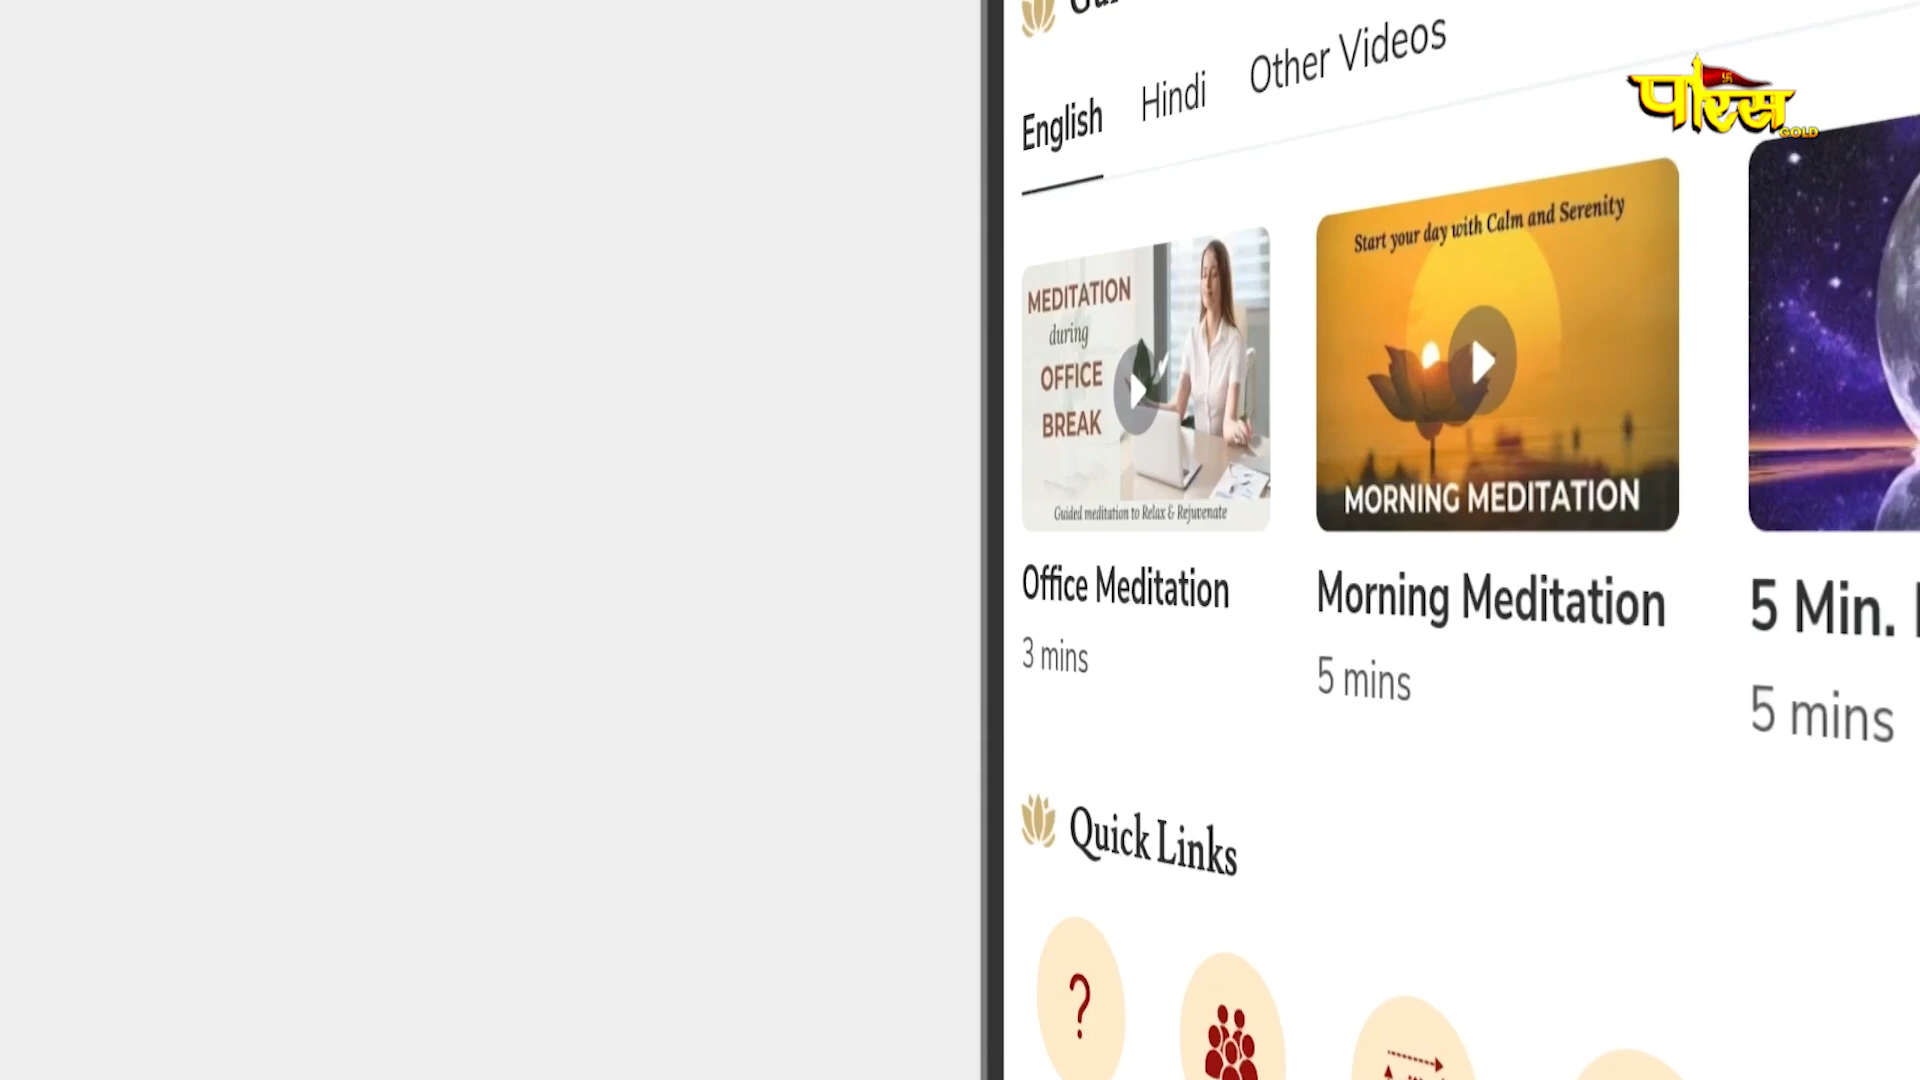 English
Hindi
Other Videos
पारस
GOLD
Start your day with Calm and Serenity
MEDITATION
during
OFFICE
BREAK
Guided meditation to Relax & Rejuvenate
MORNING MEDITATION
Office Meditation
3 mins
Morning Meditation
5 mins
5 Min.
5 mins
Quick Links
?